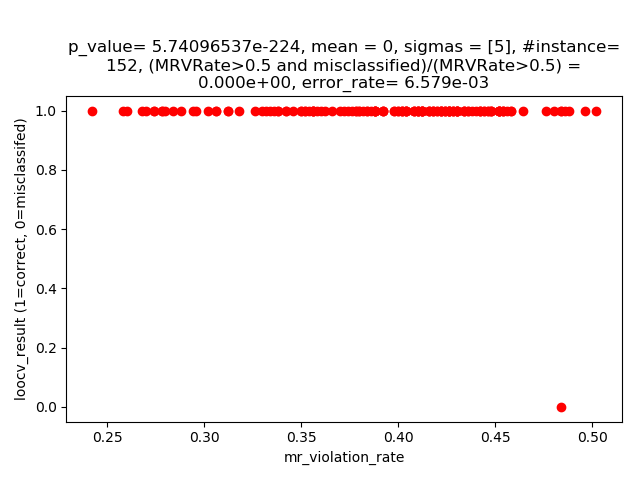 p_value= 5.74096537e-224, mean = 0, sigmas = [5], #instance=
152, (MRVRate>0.5 and misclassified)/(MRVRate>0.5) =
0.000e+00, error_rate= 6.579e-03
1.0
0.8
0.6
0.4
0.2
0.0
loocv_result (1=correct, 0=misclassifed)
0.25 0.30 0.35 0.40 0.45 0.50
mr_violation_rate